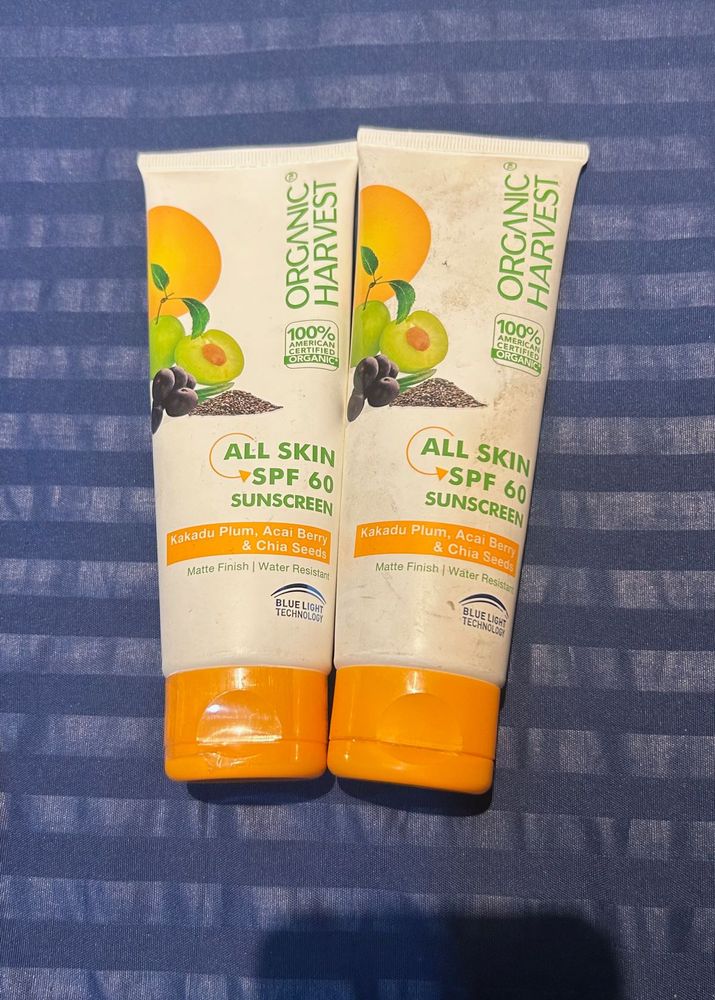 ORGANIC®
HARVEST
100%
AMERICAN
CERTIFIED
ORGANIC*
ALL SKIN
SPF 60
SUNSCREEN
Kakadu Plum, Acai Berry
& Chia Seeds
Matte Finish | Water Resistant
BLUE LIGHT
TECHNOLOGY
ORGANIC®
HARVEST
100%
AMERICAN
CERTIFIED
ORGANIC
ALL SKIN
SPF 60
SUNSCREEN
Kakadu Plum, Acai Berry
& Chia Seeds
Matte Finish | Water Resistant
BLUE LIGHT
TECHNOLOGY